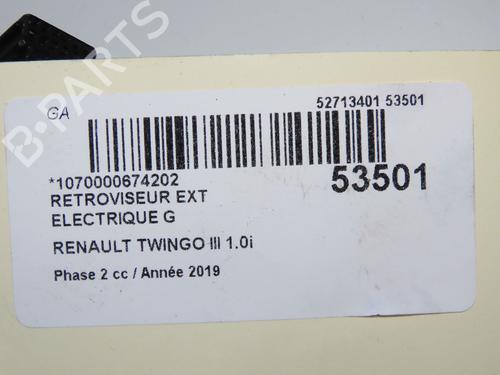 GA
52713401 53501
*1070000674202
53501
RETROVISEUR EXT
ELECTRIQUE G
RENAULT TWINGO III 1.0i
Phase 2 cc / Année 2019
B-PARTS